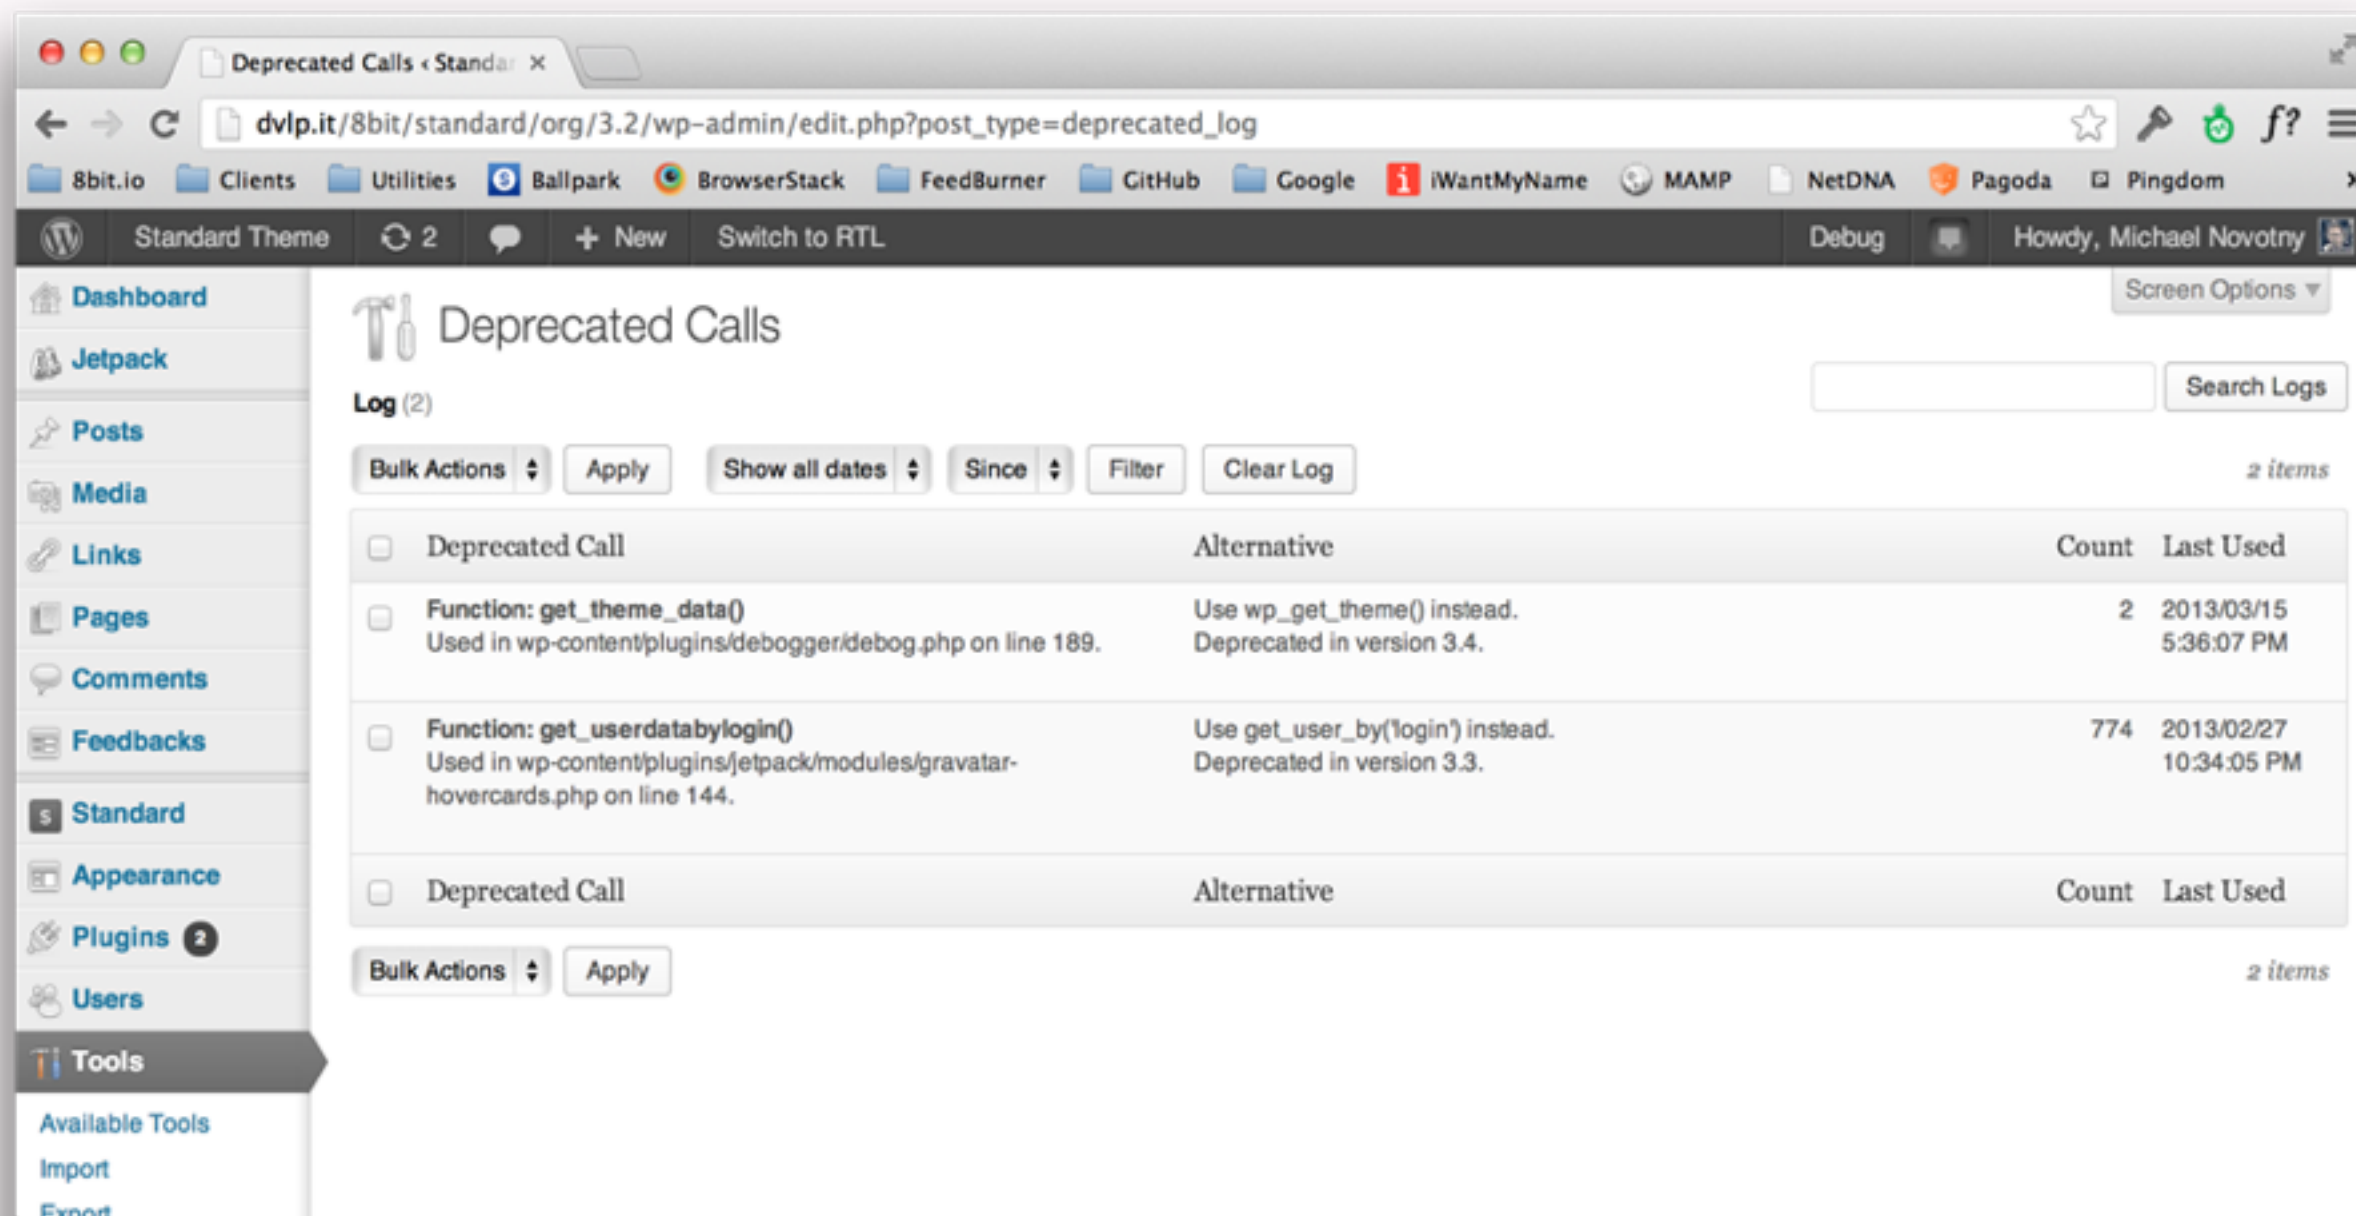 Deprecated Calls ‹ Standar
dvlp.it/8bit/standard/org/3.2/wp-admin/edit.php?post_type=deprecated_log
f?
8bit.io Clients Utilities Ballpark BrowserStack FeedBurner GitHub Google iWantMyName MAMP NetDNA Pagoda Pingdom
Standard Theme 2 + New Switch to RTL Debug Howdy, Michael Novotny
Screen Options
Dashboard
Jetpack
Posts
Media
Links
Pages
Comments
Feedbacks
S Standard
Appearance
Plugins 2
Users
Tools
Available Tools
Import
Export
Deprecated Calls
Log (2)
Search Logs
Bulk Actions Apply Show all dates Since Filter Clear Log 2 items
Deprecated Call Alternative Count Last Used
Function: get_theme_data() Use wp_get_theme() instead. 2 2013/03/15
Used in wp-content/plugins/debogger/debog.php on line 189. Deprecated in version 3.4. 5:36:07 PM
Function: get_userdatabylogin() Use get_user_by('login') instead. 774 2013/02/27
Used in wp-content/plugins/jetpack/modules/gravatar- Deprecated in version 3.3. 10:34:05 PM
hovercards.php on line 144.
Deprecated Call Alternative Count Last Used
Bulk Actions Apply 2 items